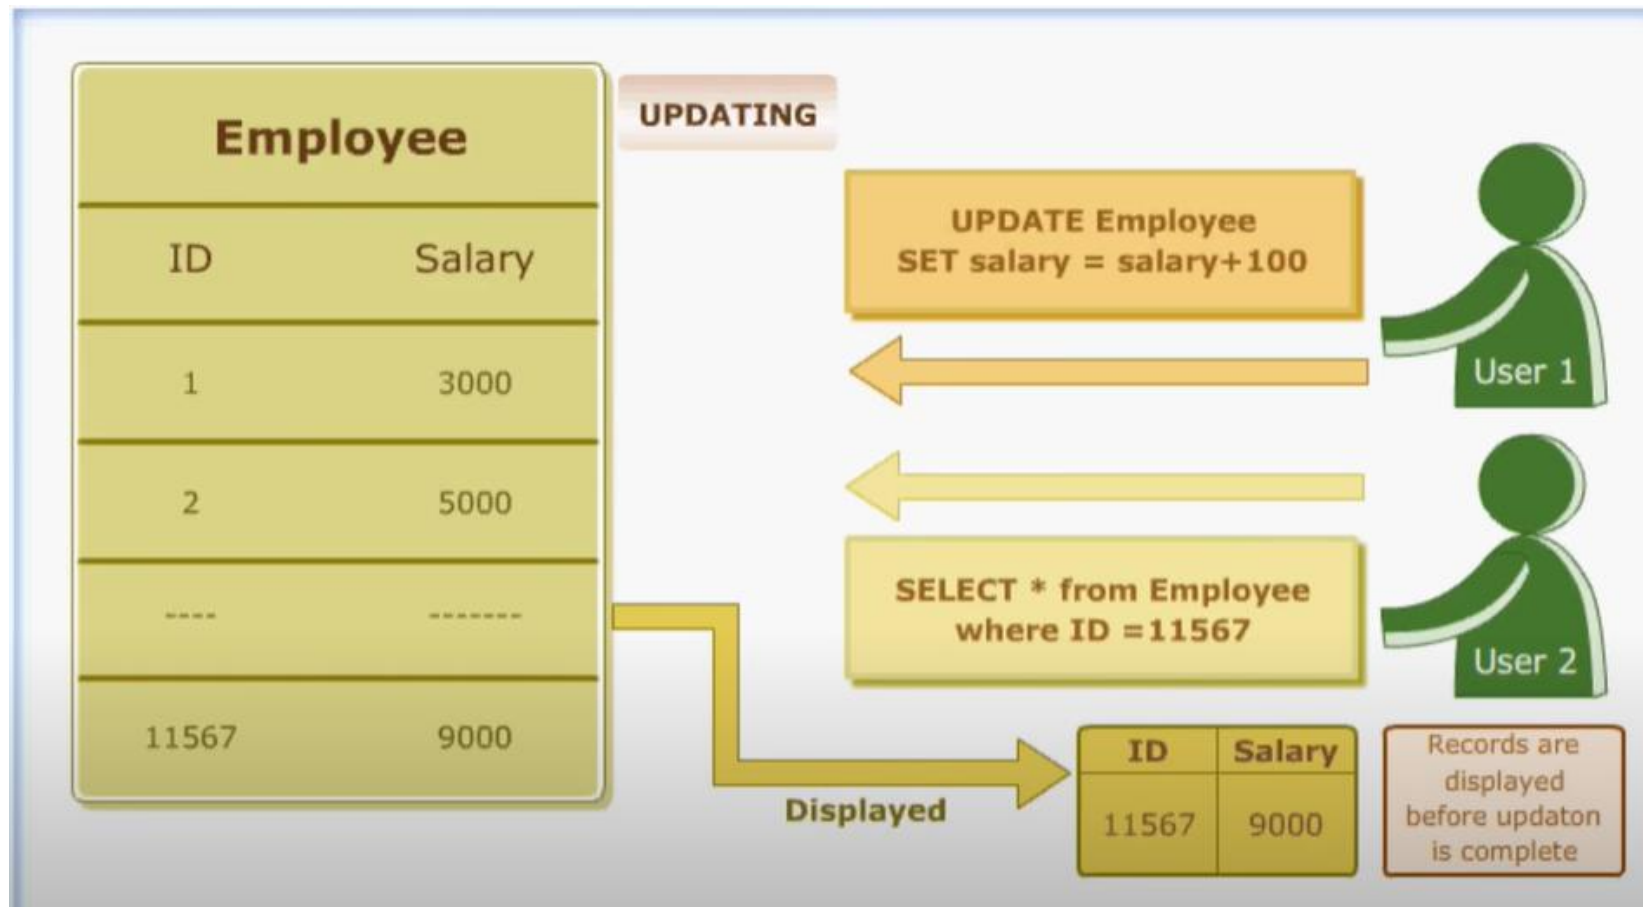 Employee
UPDATING
ID Salary
1 3000
2 5000
---- -------
11567 9000
UPDATE Employee
SET salary = salary+100
User 1
SELECT * from Employee
where ID =11567
User 2
Displayed
ID Salary
11567 9000
Records are
displayed
before updaton
is complete